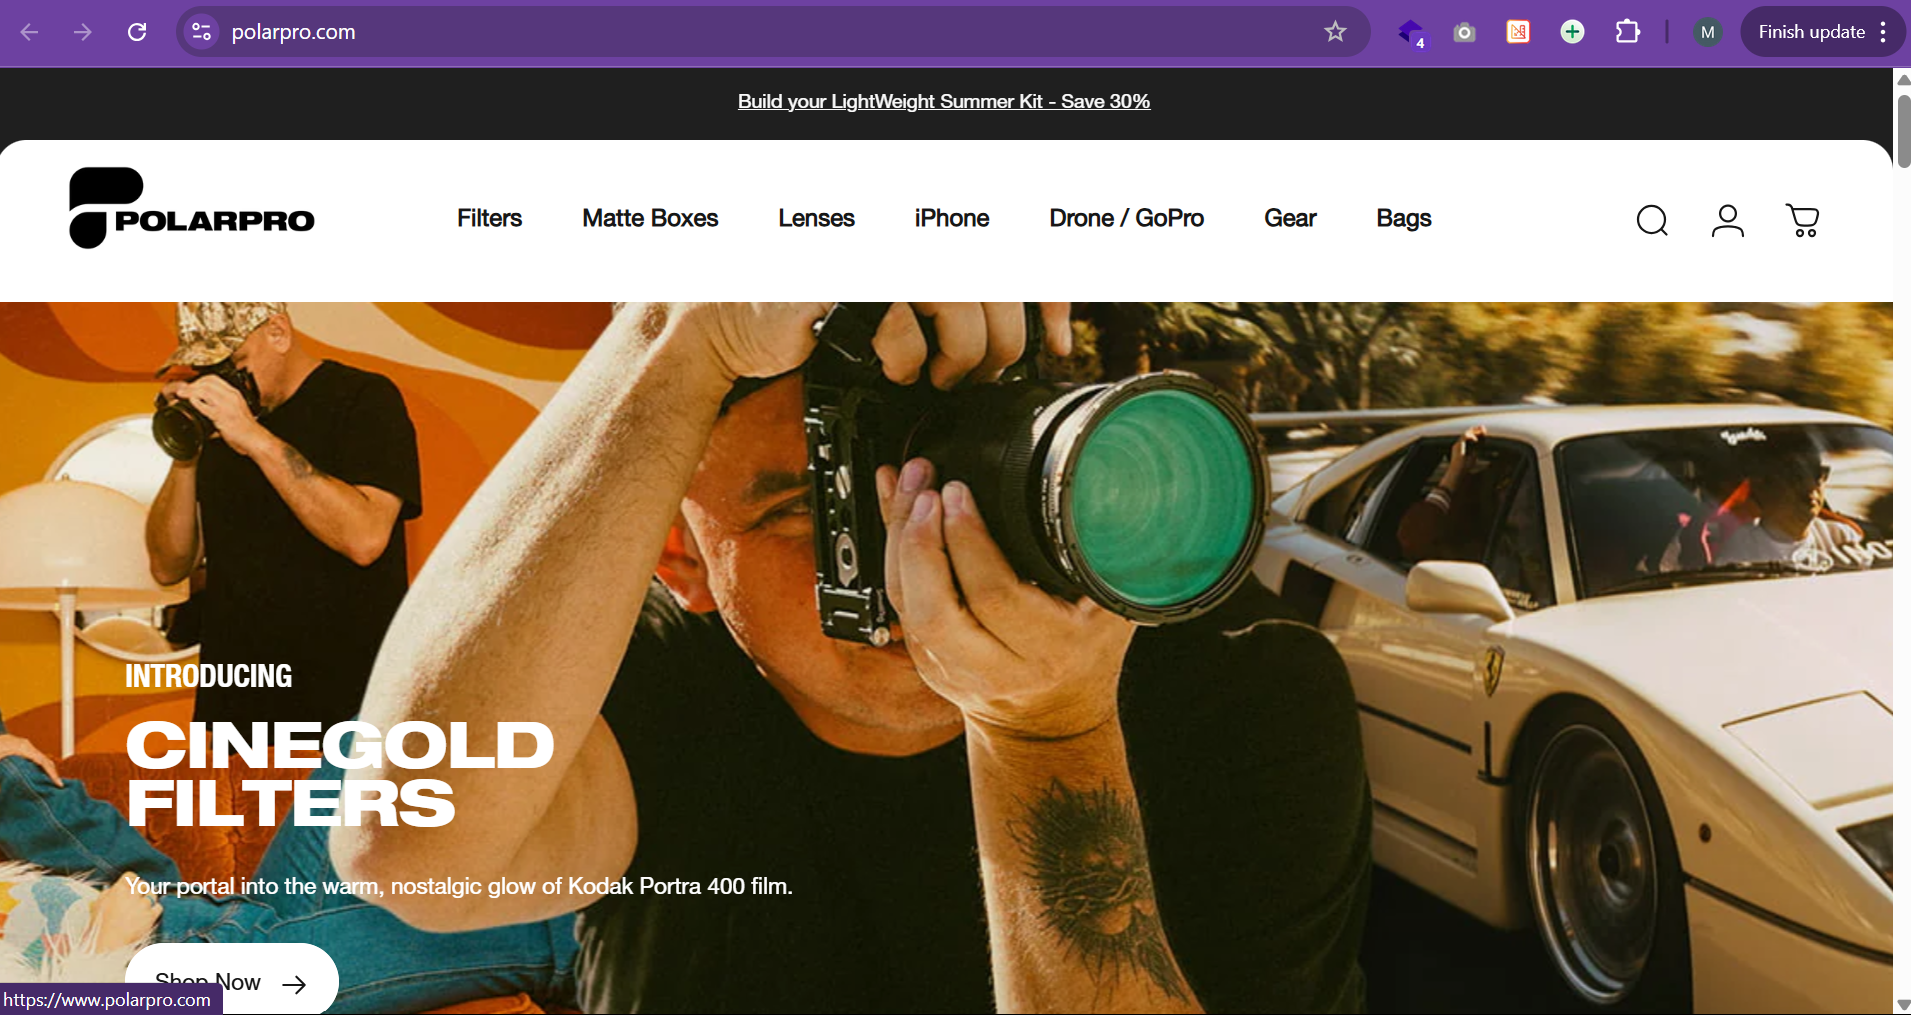 polarpro.com
4
M
Finish update
Build your LightWeight Summer Kit - Save 30%
POLARPRO
Filters
Matte Boxes
Lenses
iPhone
Drone / GoPro
Gear
Bags
INTRODUCING
CINEGOLD
FILTERS
Your portal into the warm, nostalgic glow of Kodak Portra 400 film.
Shop Now
https://www.polarpro.com